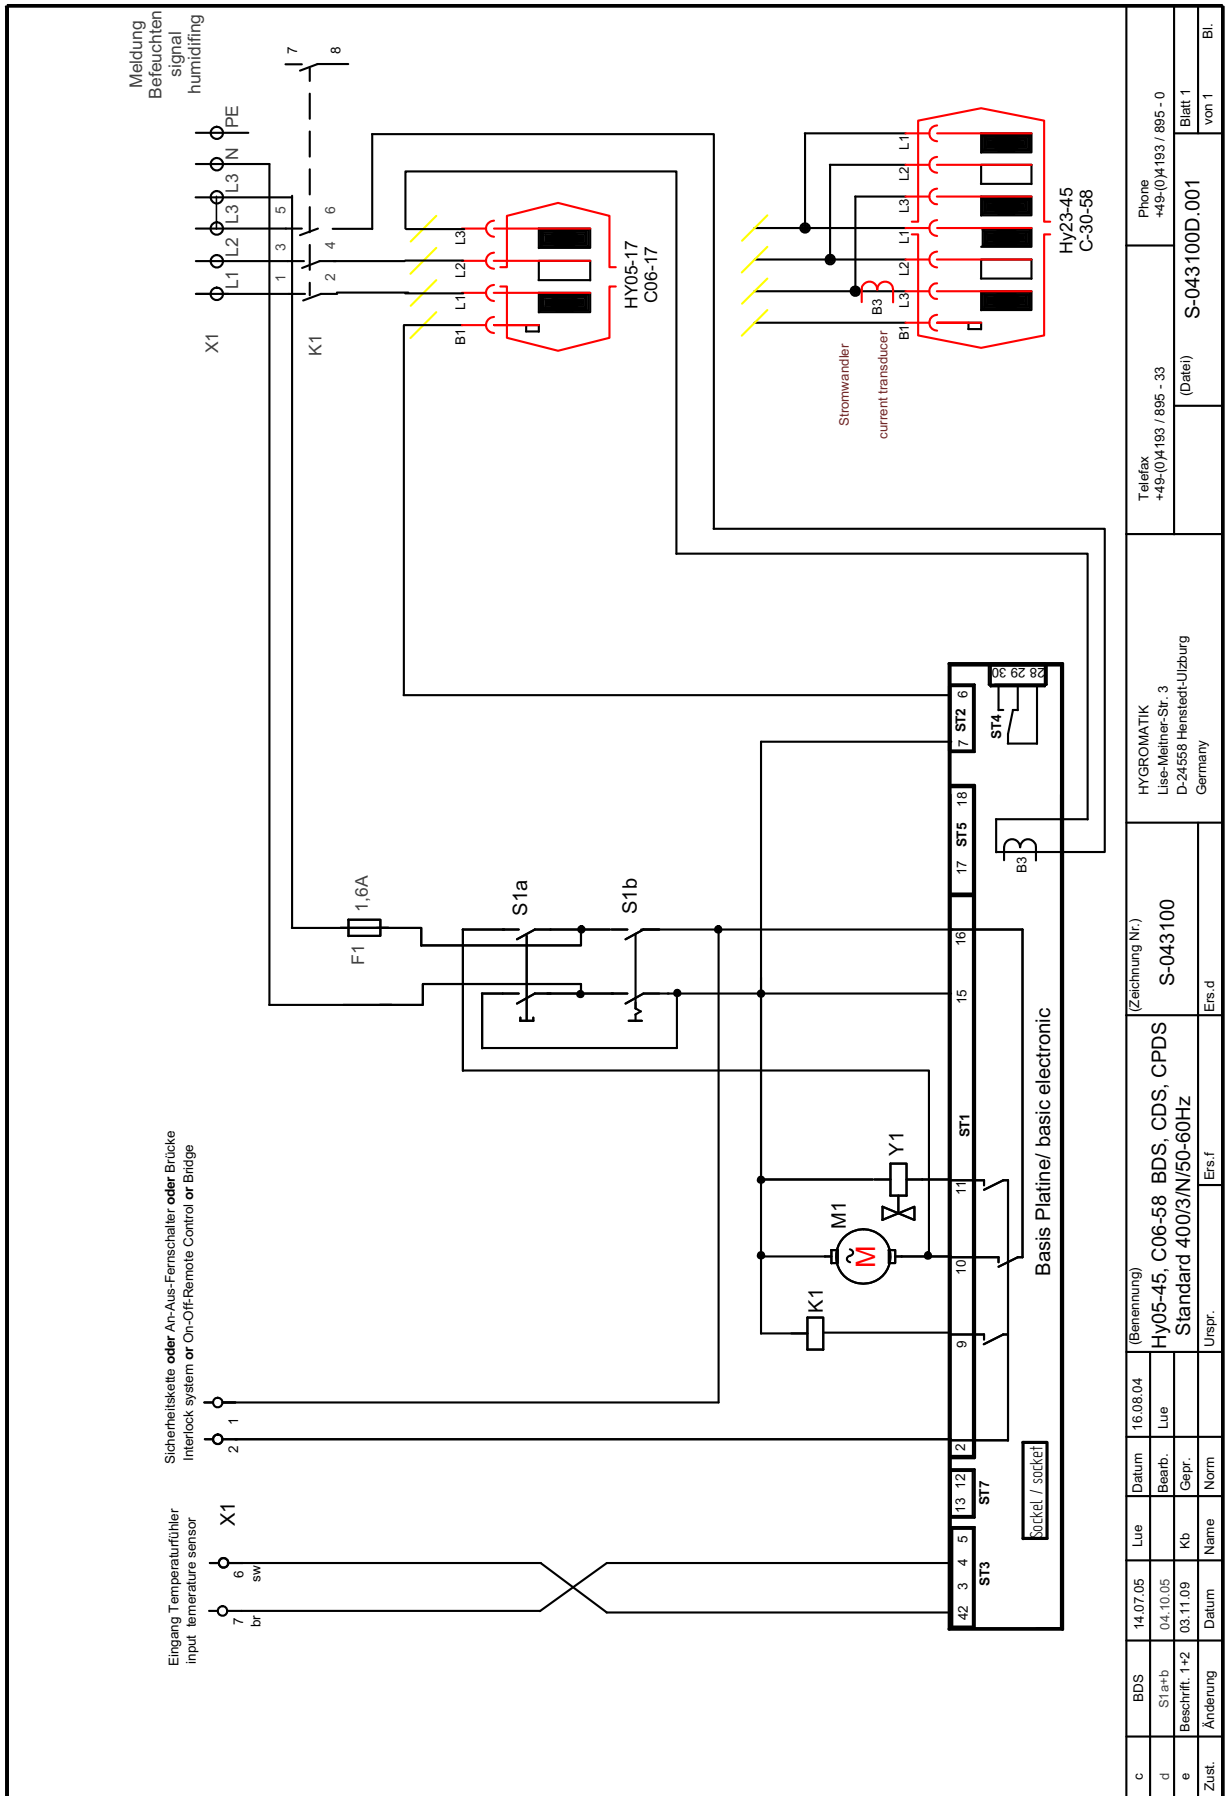 Meldung
Befeuchten
signal
humidifing
7
8
PE
N
L3
L3
L2
L1
X1
5
3
1
6
4
2
K1
L3
L2
L1
B1
HY05-17
C06-17
L1
L2
L3
L1
L2
L3
B1
B3
Hy23-45
C-30-58
Stromwandler
current transducer
F1
1,6A
S1a
S1b
Sicherheitskette oder An-Aus-Fernschalter oder Brücke
Interlock system or On-Off-Remote Control or Bridge
1
2
Eingang Temperaturfühler
input temerature sensor
X1
6
sw
7
br
K1
M1
M
~
Y1
42 3 4 5
ST3
13 12
ST7
2
9
10
11
ST1
15
16
17
ST5
18
7
ST2
6
ST4
28 29 30
B3
Basis Platine/ basic electronic
Sockel / socket
c
BDS
14.07.05
Lue
d
S1a+b
04.10.05
e
Beschrift. 1+2
03.11.09
Kb
Zust.
Änderung
Datum
Name
Datum
16.08.04
Bearb.
Lue
Gepr.
Norm
(Benennung)
Hy05-45, C06-58 BDS, CDS, CPDS
Standard 400/3/N/50-60Hz
Urspr.
Ers.f
(Zeichnung Nr.)
S-043100
Ers.d
HYGROMATIK
Lise-Meitner-Str. 3
D-24558 Henstedt-Ulzburg
Germany
Telefax
+49-(0)4193 / 895 - 33
Phone
+49-(0)4193 / 895 - 0
(Datei)
S-043100D.001
Blatt 1
von 1
Bl.